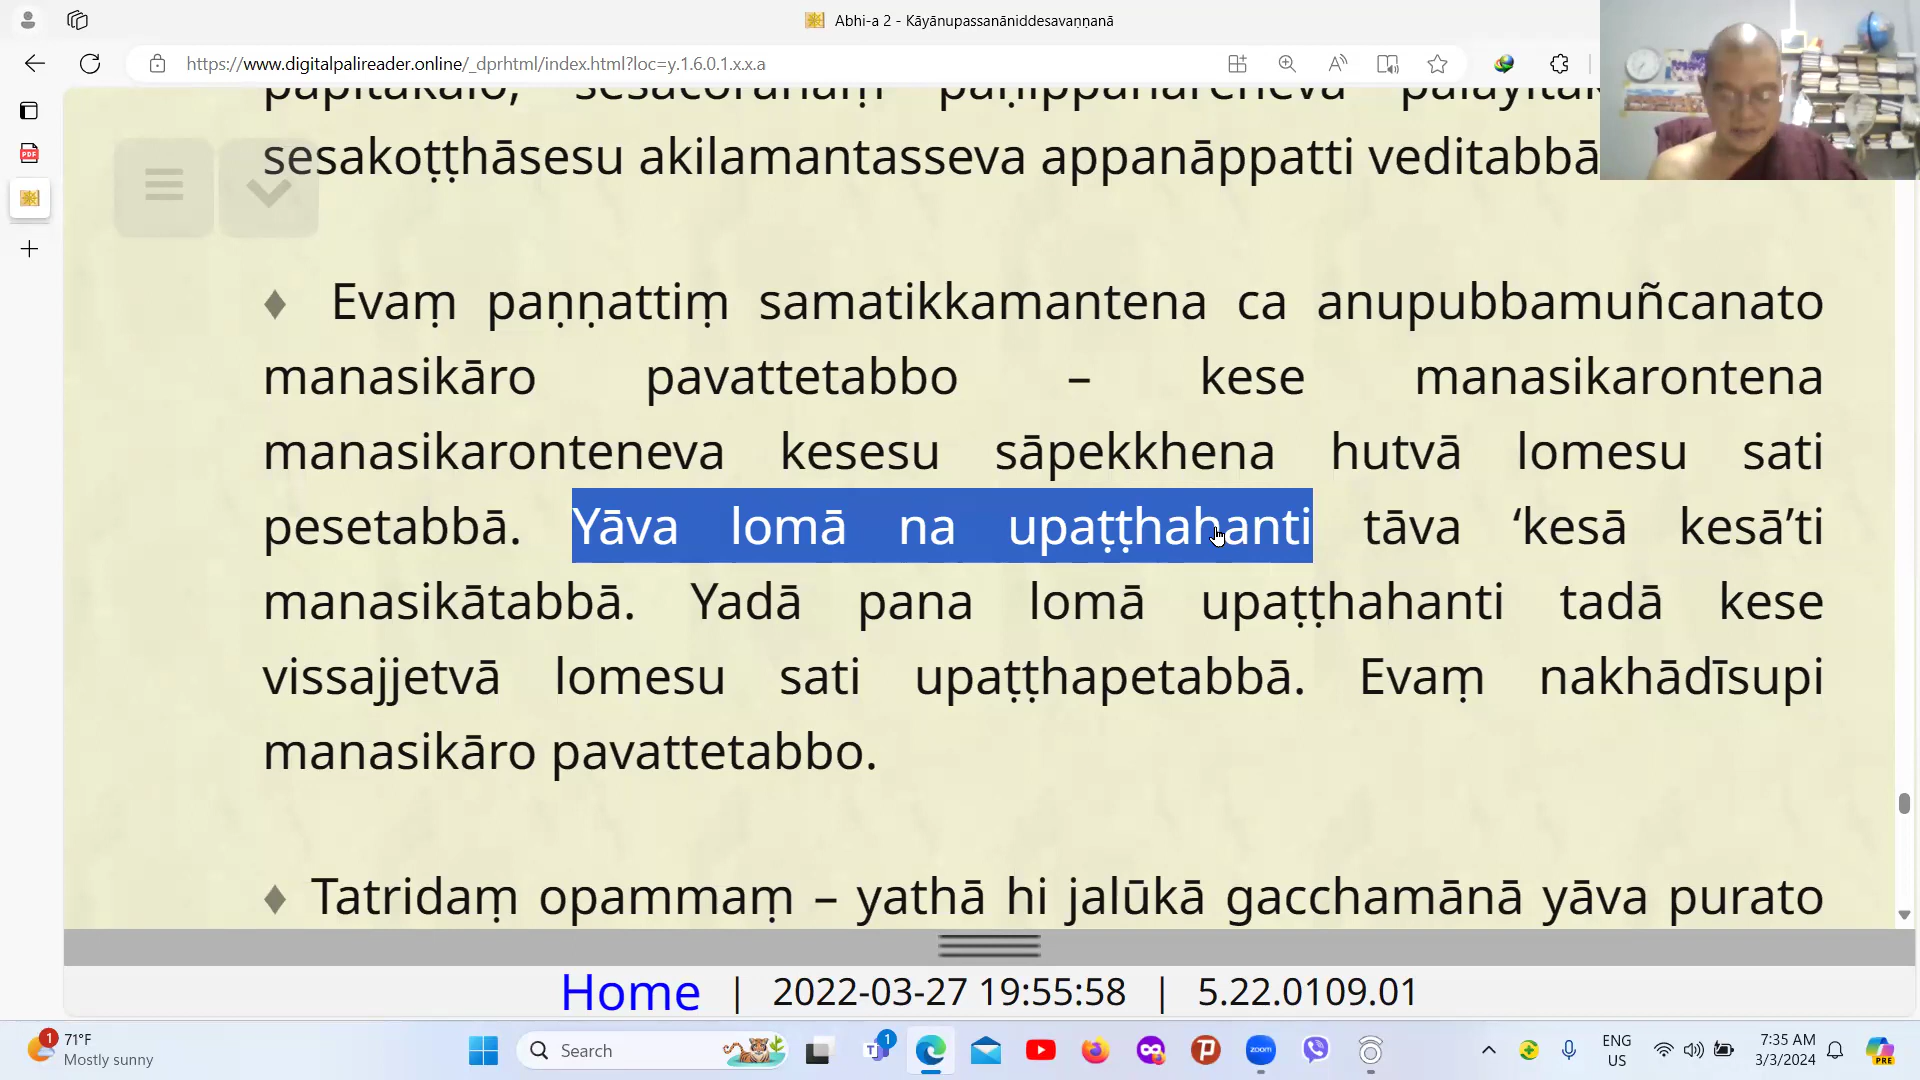 Abhi-a 2 - Kāyānupassanāniddesavaṇṇanā
https://www.digitalpalireader.online/_dprhtml/index.html?loc=y.1.6.0.1.x.x.a
sesakoṭṭhāsesu akilamantasseva appanāppatti veditabbā
♦ Evaṃ paṇṇattiṃ samatikkamantena ca anupubbamuñcanato
manasikāro pavattetabbo – kese manasikarontena
manasikaronteneva kesesu sāpekkhena hutvā lomesu sati
pesetabbā. Yāva lomā na upaṭṭhahanti tāva ‘kesā kesā’ti
manasikātabbā. Yadā pana lomā upaṭṭhahanti tadā kese
vissajjetvā lomesu sati upaṭṭhapetabbā. Evaṃ nakhādīsupi
manasikāro pavattetabbo.
♦ Tatridaṃ opammaṃ – yathā hi jalūkā gacchamānā yāva purato
Home | 2022-03-27 19:55:58 | 5.22.0109.01
71°F
Mostly sunny
Search
ENG
US
7:35 AM
3/3/2024